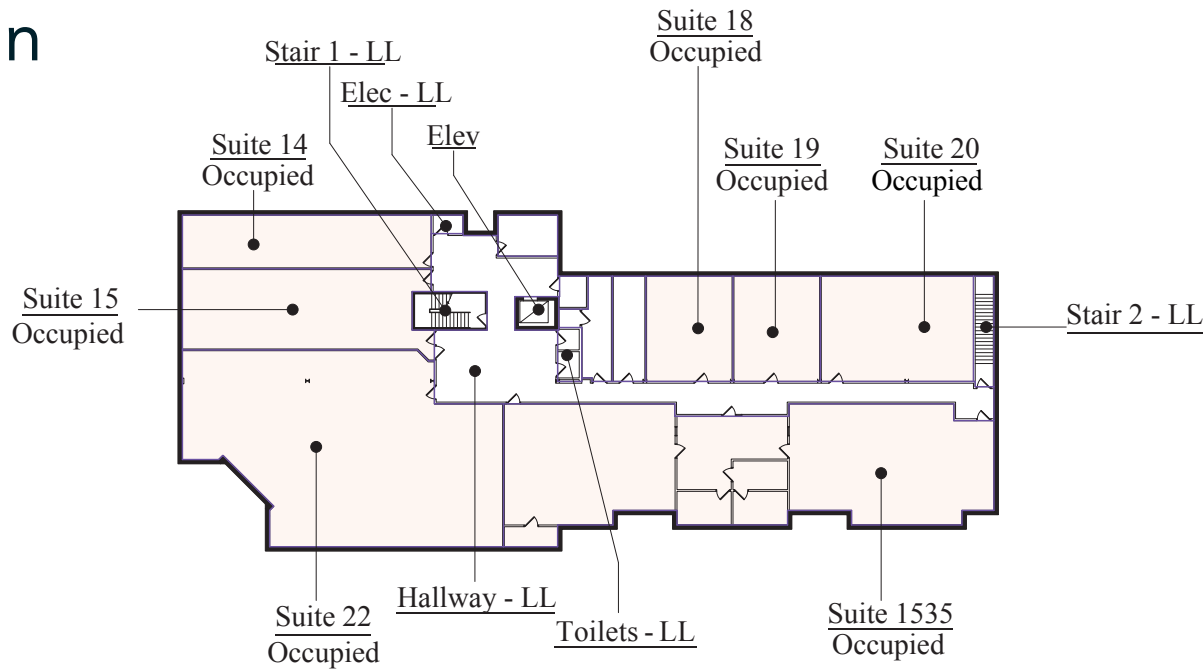 n
Suite 18
Occupied
Stair 1 - LL
Elec - LL
Elev
Suite 14
Occupied
Suite 19
Occupied
Suite 20
Occupied
Suite 15
Occupied
Stair 2 - LL
Hallway - LL
Suite 22
Occupied
Toilets - LL
Suite 1535
Occupied